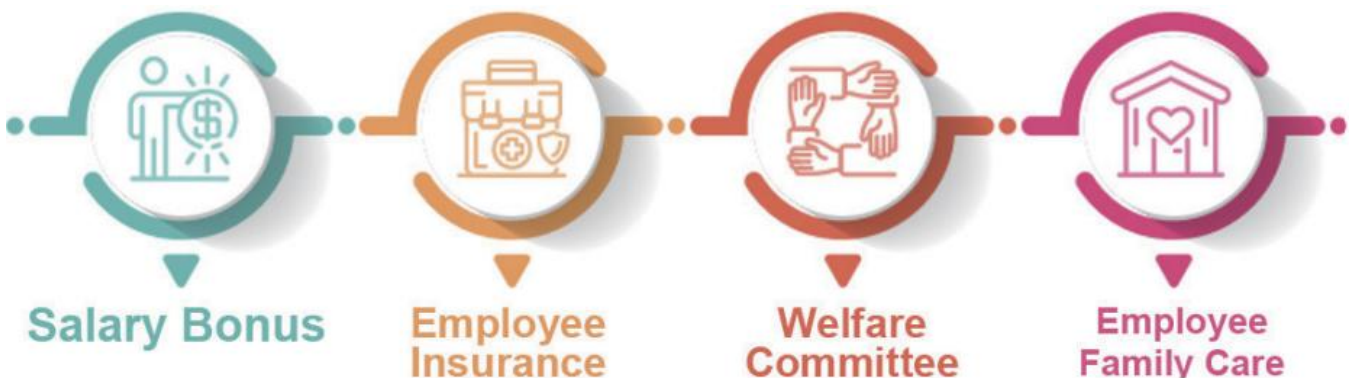 Salary Bonus
Employee
Insurance
Welfare
Committee
Employee
Family Care